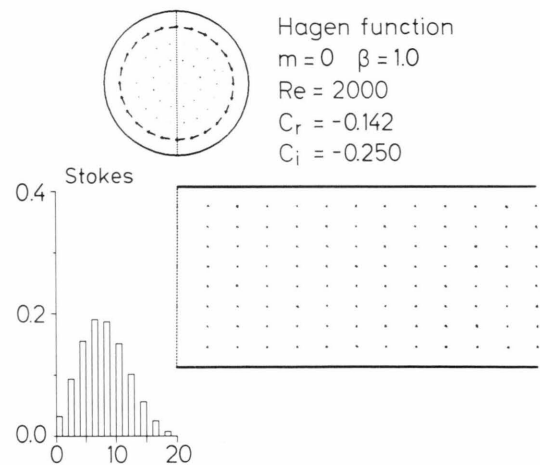 Hagen function
m = 0 β = 1.0
Re = 2000
Cr = -0.142
Ci = -0.250
Stokes
0.4
0.2
0.0
0 10 20